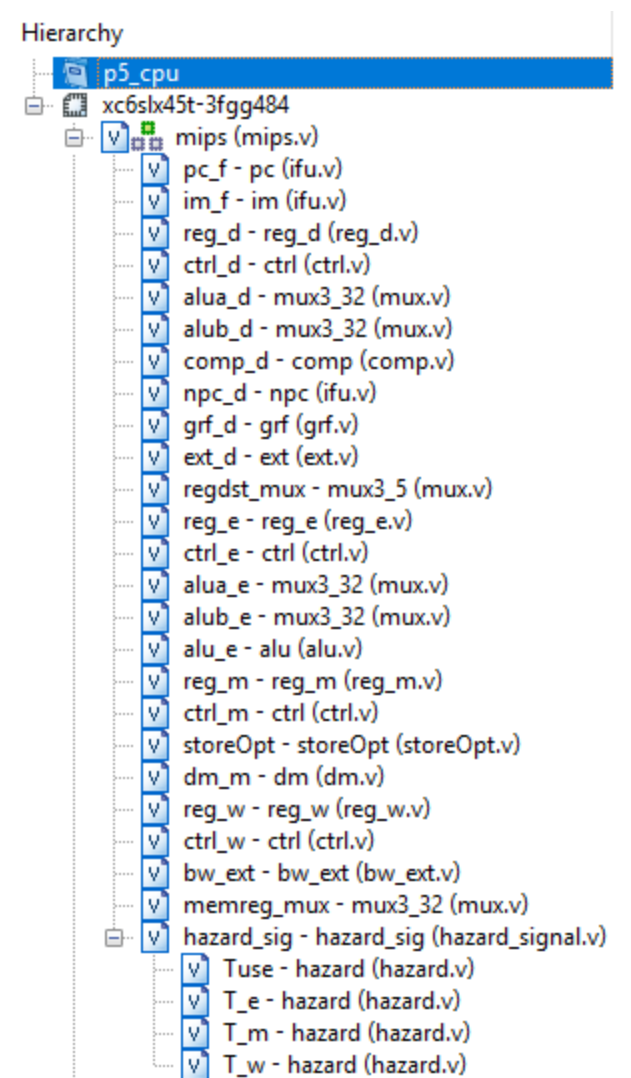 Hierarchy
p5_cpu
xc6slx45t-3fgg484
mips (mips.v)
pc_f - pc (ifu.v)
im_f - im (ifu.v)
reg_d - reg_d (reg_d.v)
ctrl_d - ctrl (ctrl.v)
alua_d - mux3_32 (mux.v)
alub_d - mux3_32 (mux.v)
comp_d - comp (comp.v)
npc_d - npc (ifu.v)
grf_d - grf (grf.v)
ext_d - ext (ext.v)
regdst_mux - mux3_5 (mux.v)
reg_e - reg_e (reg_e.v)
ctrl_e - ctrl (ctrl.v)
alua_e - mux3_32 (mux.v)
alub_e - mux3_32 (mux.v)
alu_e - alu (alu.v)
reg_m - reg_m (reg_m.v)
ctrl_m - ctrl (ctrl.v)
storeOpt - storeOpt (storeOpt.v)
dm_m - dm (dm.v)
reg_w - reg_w (reg_w.v)
ctrl_w - ctrl (ctrl.v)
bw_ext - bw_ext (bw_ext.v)
memreg_mux - mux3_32 (mux.v)
hazard_sig - hazard_sig (hazard_signal.v)
Tuse - hazard (hazard.v)
T_e - hazard (hazard.v)
T_m - hazard (hazard.v)
T_w - hazard (hazard.v)